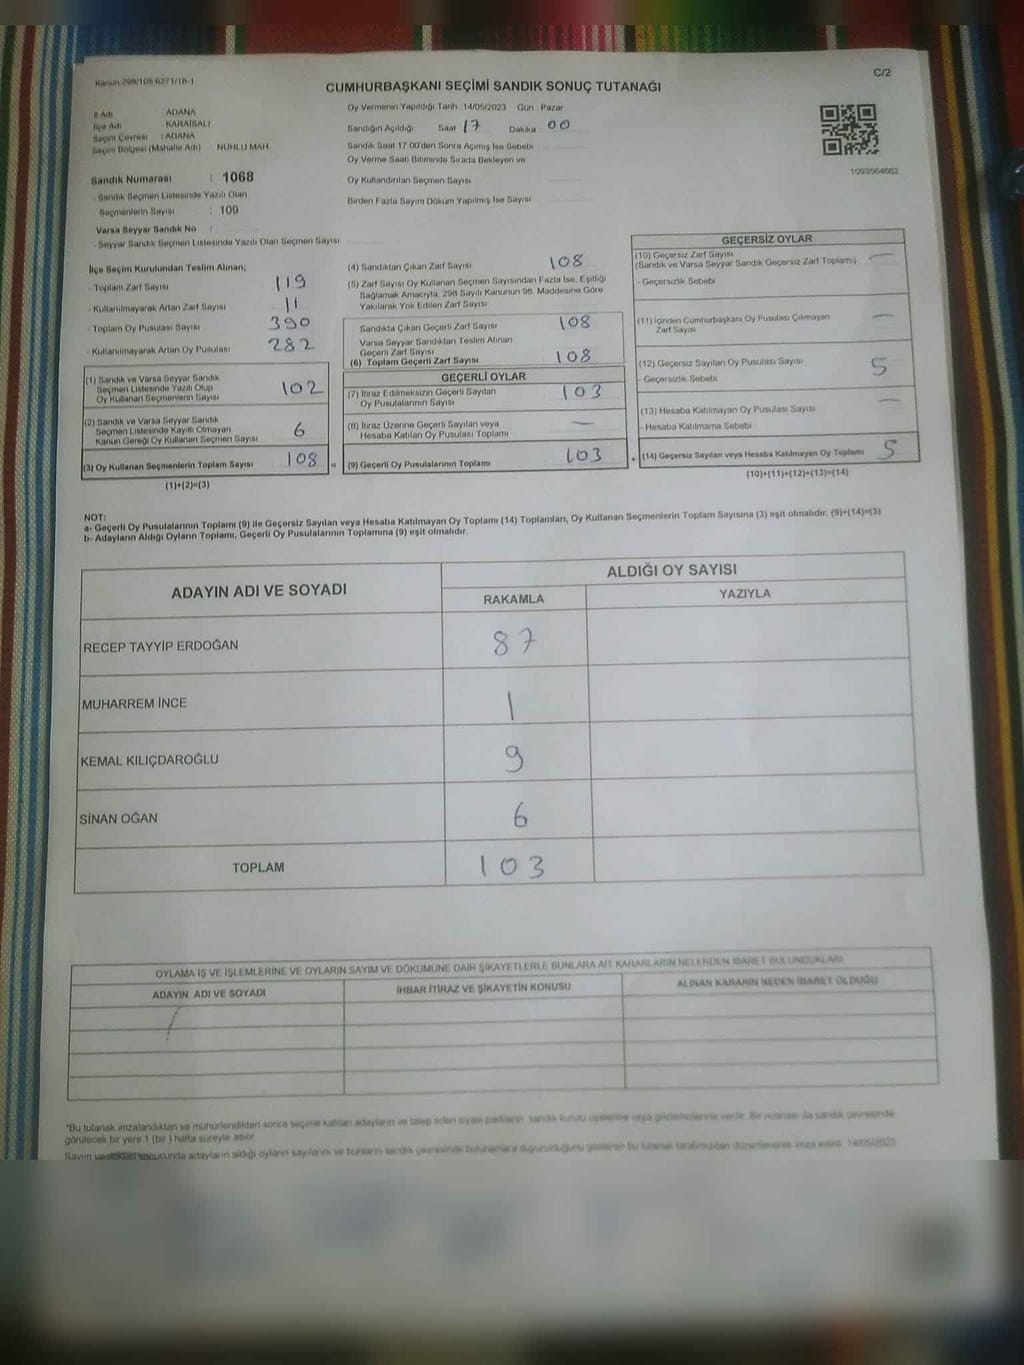 Kanun 298/105,6271/18-1
C/2
CUMHURBAŞKANI SEÇİMİ SANDIK SONUÇ TUTANAĞI
İl Adı : ADANA
İlçe Adı : KARAİSALI
Seçim Çevresi : ADANA
Seçim Bölgesi (Mahalle Adı) : NUHLU MAH
Sandık Numarası : 1068
- Sandık Seçmen Listesinde Yazılı Olan
Seçmenlerin Sayısı : 109
Varsa Seyyar Sandık No :
- Seyyar Sandık Seçmen Listesinde Yazılı Olan Seçmen Sayısı
Oy Vermenin Yapıldığı Tarih 14/05/2023 Gün : Pazar
Sandığın Açıldığı Saat 17 Dakika 00
Sandık Saat 17.00'den Sonra Açımış İse Sebebi
Oy Verme Saati Bitiminde Sırada Bekleyen ve
Oy Kullandırılan Seçmen Sayısı
Birden Fazla Sayım Döküm Yapılmış İse Sayısı
1093564662
İlçe Seçim Kurulundan Teslim Alınan;
- Toplam Zarf Sayısı 119
- Kullanılmayarak Artan Zarf Sayısı 11
- Toplam Oy Pusulası Sayısı 390
- Kullanılmayarak Artan Oy Pusulası 282
(1) Sandık ve Varsa Seyyar Sandık
Seçmen Listesinde Yazılı Olup
Oy Kullanan Seçmenlerin Sayısı 102
(2) Sandık ve Varsa Seyyar Sandık
Seçmen Listesinde Kayıtlı Olmayan
Kanun Gereği Oy Kullanan Seçmen Sayısı 6
(3) Oy Kullanan Seçmenlerin Toplam Sayısı 108 =
(1)+(2)=(3)
(4) Sandıktan Çıkan Zarf Sayısı 108
(5) Zarf Sayısı Oy Kullanan Seçmen Sayısından Fazla İse, Eşitliği
Sağlamak Amacıyla, 298 Sayılı Kanunun 98. Maddesine Göre
Yakılarak Yok Edilen Zarf Sayısı
Sandıkta Çıkan Geçerli Zarf Sayısı 108
Varsa Seyyar Sandıktan Teslim Alınan
Geçerli Zarf Sayısı
(6) Toplam Geçerli Zarf Sayısı 108
GEÇERLİ OYLAR
(7) İtiraz Edilmeksizin Geçerli Sayılan
Oy Pusulalarının Sayısı 103
(8) İtiraz Üzerine Geçerli Sayılan veya
Hesaba Katılan Oy Pusulası Toplamı —
(9) Geçerli Oy Pusulalarının Toplamı 103 +
GEÇERSİZ OYLAR
(10) Geçersiz Zarf Sayısı —
(Sandık ve Varsa Seyyar Sandık Geçersiz Zarf Toplamı)
- Geçersizlik Sebebi
(11) İçinden Cumhurbaşkanı Oy Pusulası Çıkmayan —
Zarf Sayısı
(12) Geçersiz Sayılan Oy Pusulası Sayısı 5
- Geçersizlik Sebebi
(13) Hesaba Katılmayan Oy Pusulası Sayısı —
- Hesaba Katılmama Sebebi
(14) Geçersiz Sayılan veya Hesaba Katılmayan Oy Toplamı 5
(10)+(11)+(12)+(13)=(14)
NOT:
a- Geçerli Oy Pusulalarının Toplamı (9) ile Geçersiz Sayılan veya Hesaba Katılmayan Oy Toplamı (14) Toplamları, Oy Kullanan Seçmenlerin Toplam Sayısına (3) eşit olmalıdır. (9)+(14)=(3)
b- Adayların Aldığı Oyların Toplamı, Geçerli Oy Pusulalarının Toplamına (9) eşit olmalıdır.
ADAYIN ADI VE SOYADI
ALDIĞI OY SAYISI
RAKAMLA YAZIYLA
RECEP TAYYİP ERDOĞAN 87
MUHARREM İNCE 1
KEMAL KILIÇDAROĞLU 9
SİNAN OĞAN 6
TOPLAM 103
OYLAMA İŞ VE İŞLEMLERİNE VE OYLARIN SAYIM VE DÖKÜMÜNE DAİR ŞİKAYETLERLE BUNLARA AİT KARARLARIN NELERDEN İBARET BULUNDUKLARI
ADAYIN ADI VE SOYADI İHBAR İTİRAZ VE ŞİKAYETİN KONUSU ALINAN KARARIN NEDEN İBARET OLDUĞU
*Bu tutanak imzalandıktan ve mühürlendikten sonra seçime katılan adayların ve talep eden siyasi partilerin sandık kurulu üyelerine veya gözlemcilerine verilir. Bir nüshası da sandık çevresinde
görülecek bir yere 1 (bir) hafta süreyle asılır.
Sayım ve döküm sonucunda adayların aldığı oyların sayılarını ve bunların sandık çevresinde bulunanlara duyurulduğunu gösteren bu tutanak tarafımızdan düzenlenerek imza edildi. 14/05/2023